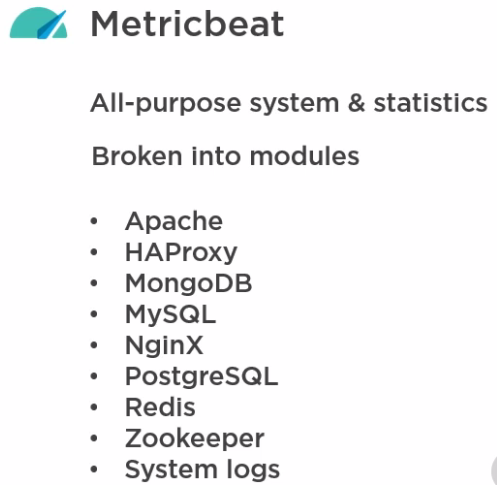 Metricbeat
All-purpose system & statistics
Broken into modules
• Apache
• HAProxy
• MongoDB
• MySQL
• NginX
• PostgreSQL
• Redis
• Zookeeper
• System logs